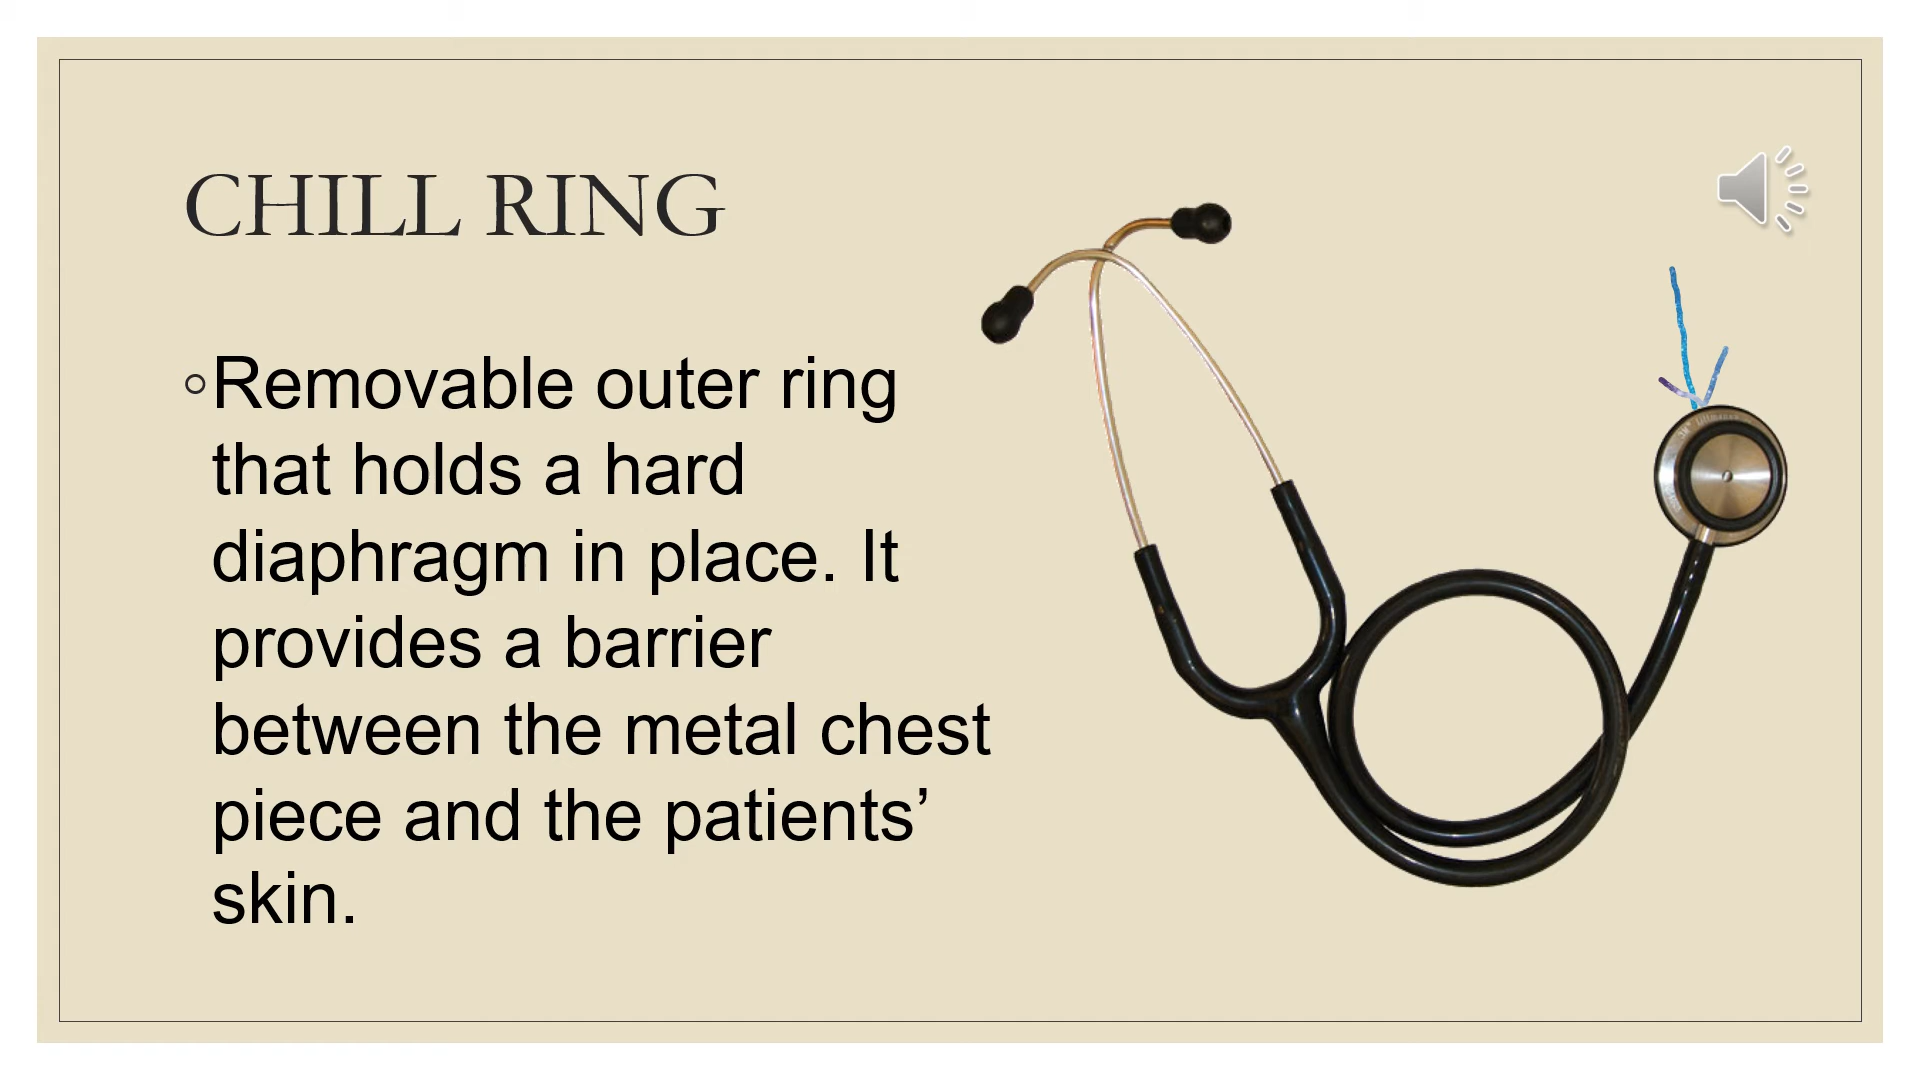 CHILL RING
◦Removable outer ring
that holds a hard
diaphragm in place. It
provides a barrier
between the metal chest
piece and the patients’
skin.